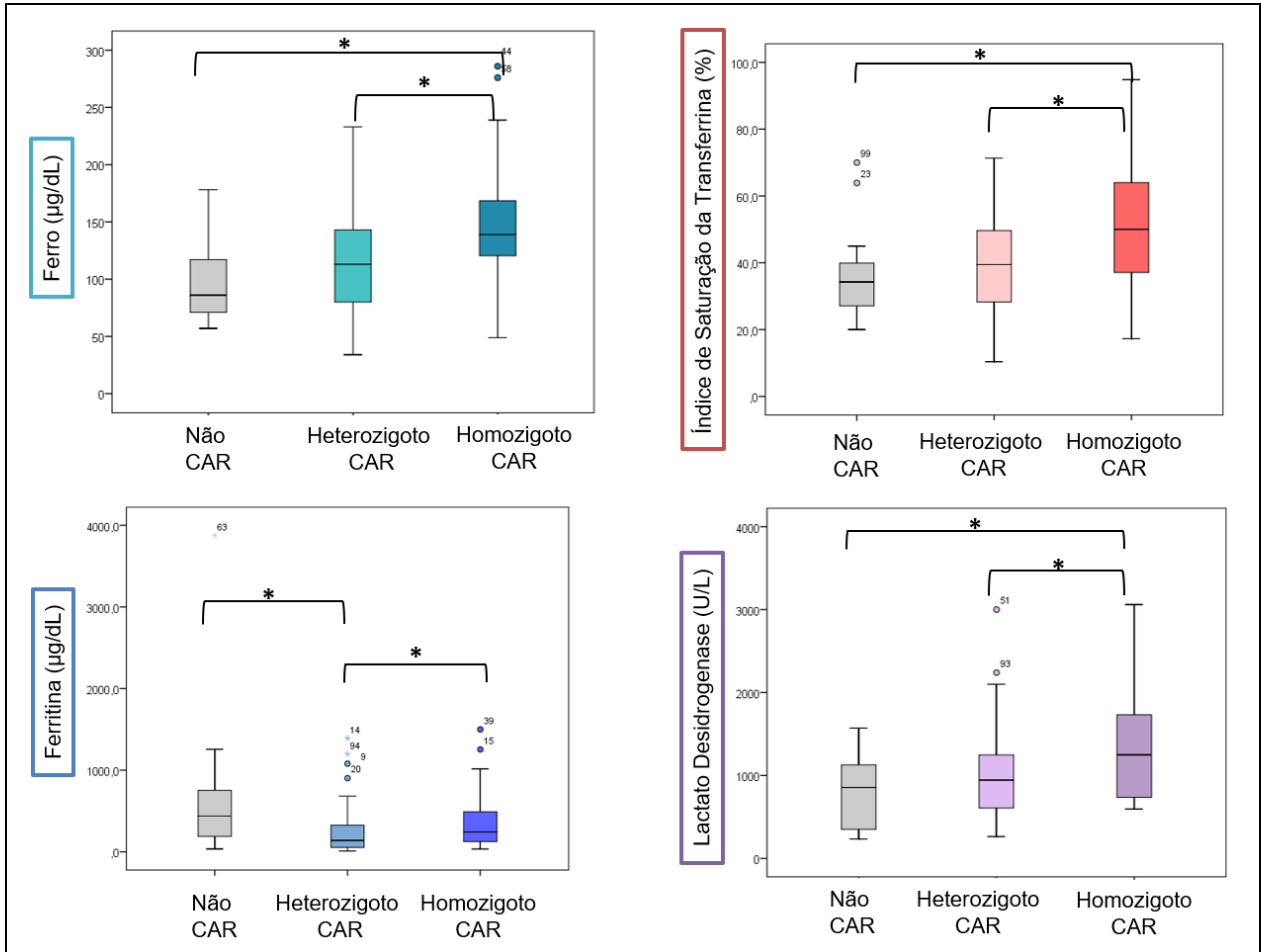 Ferro (µg/dL)
300
250
200
150
100
50
0
*
*
44
58
Não
CAR
Heterozigoto
CAR
Homozigoto
CAR
Índice de Saturação da Transferrina (%)
100,0
80,0
60,0
40,0
20,0
,0
*
*
99
23
Não
CAR
Heterozigoto
CAR
Homozigoto
CAR
Ferritina (µg/dL)
4000,0
3000,0
2000,0
1000,0
,0
63
*
*
14
94
9
20
39
15
Não
CAR
Heterozigoto
CAR
Homozigoto
CAR
Lactato Desidrogenase (U/L)
4000
3000
2000
1000
0
*
*
51
93
Não
CAR
Heterozigoto
CAR
Homozigoto
CAR